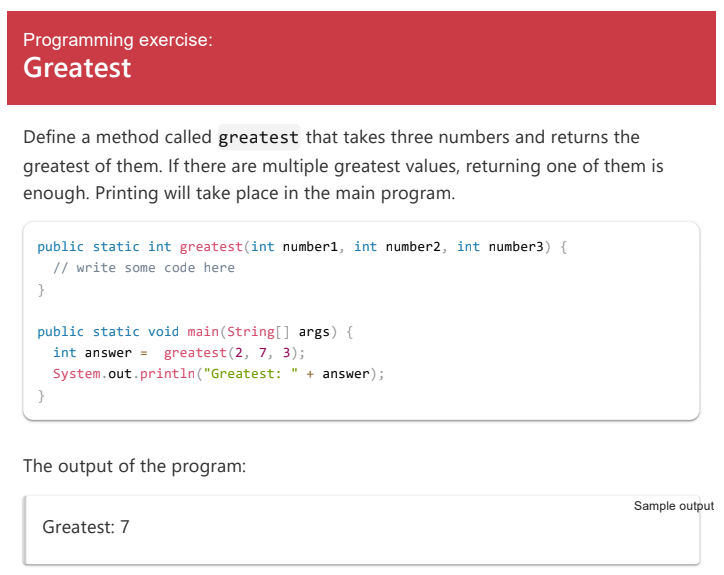 Programming exercise:
Greatest
Define a method called greatest that takes three numbers and returns the
greatest of them. If there are multiple greatest values, returning one of them is
enough. Printing will take place in the main program.
public static int greatest(int number1, int number2, int number3) {
  // write some code here
}
public static void main(String[] args) {
  int answer =  greatest(2, 7, 3);
  System.out.println("Greatest: " + answer);
}
The output of the program:
Sample output
Greatest: 7